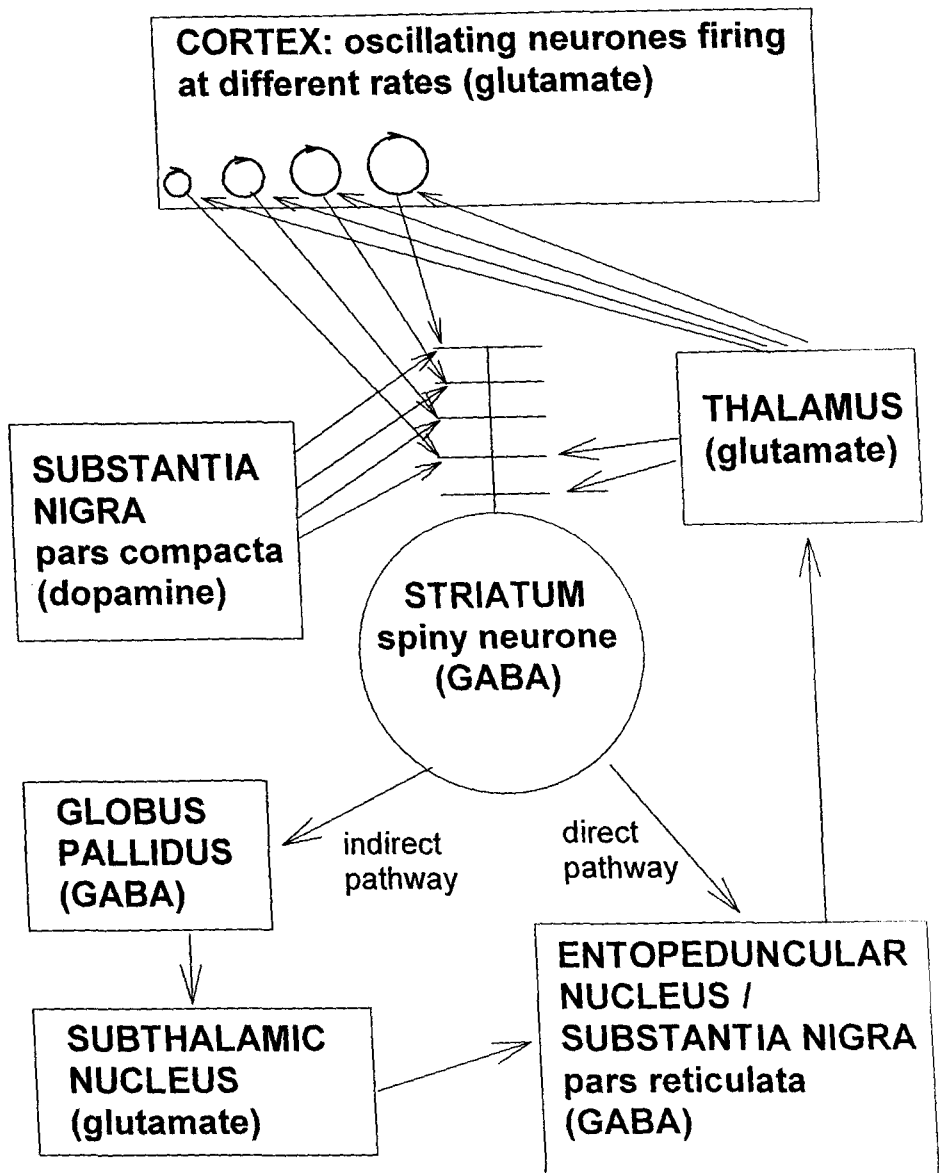 CORTEX: oscillating neurones firing
at different rates (glutamate)
THALAMUS
(glutamate)
SUBSTANTIA
NIGRA
pars compacta
(dopamine)
STRIATUM
spiny neurone
(GABA)
GLOBUS
PALLIDUS
(GABA)
indirect
pathway
direct
pathway
ENTOPEDUNCULAR
NUCLEUS /
SUBSTANTIA NIGRA
pars reticulata
(GABA)
SUBTHALAMIC
NUCLEUS
(glutamate)